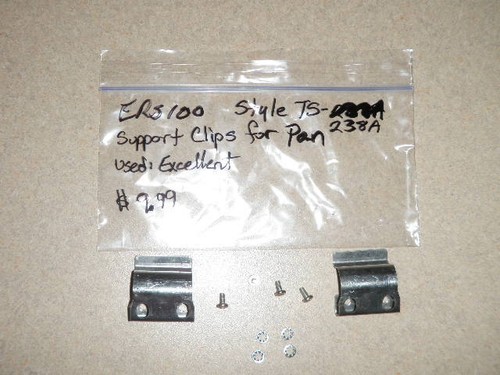 ERS100 Style TS-
238A
Support Clips for Pan
Used: Excellent
$ 9.99